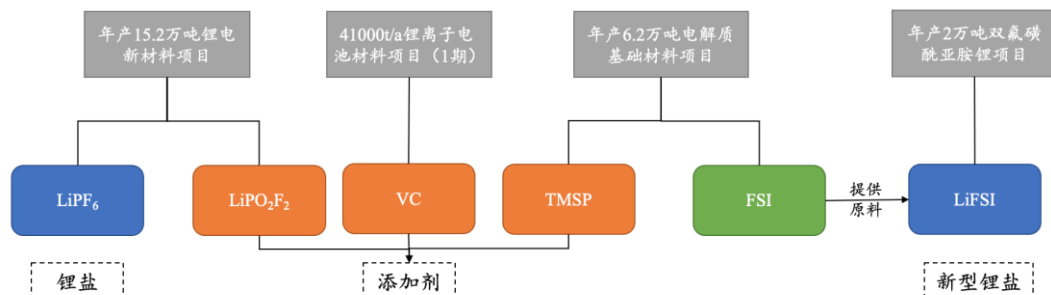 年产15.2万吨锂电
新材料项目
41000t/a锂离子电
池材料项目（1期）
年产6.2万吨电解质
基础材料项目
年产2万吨双氟磺
酰亚胺锂项目
LiPF₆
LiPO₂F₂
VC
TMSP
FSI
提供
原料
LiFSI
锂盐
添加剂
新型锂盐